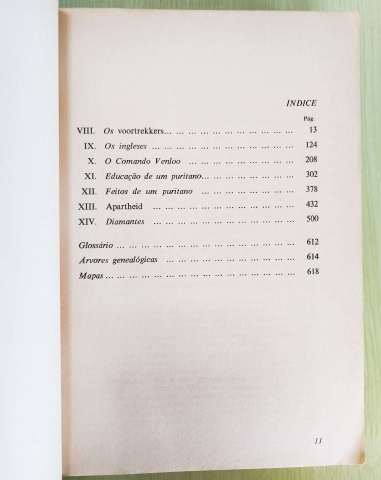 INDICE
Pág.
VIII. Os voortrekkers... ... ... ... ... ... ... ... ... ... ... 13
IX. Os ingleses ... ... ... ... ... ... ... ... ... ... ... 124
X. O Comando Venloo ... ... ... ... ... ... ... ... ... 208
XI. Educação de um puritano... ... ... ... ... ... ... ... 302
XII. Feitos de um puritano ... ... ... ... ... ... ... ... 378
XIII. Apartheid ... ... ... ... ... ... ... ... ... ... ... ... 432
XIV. Diamantes ... ... ... ... ... ... ... ... ... ... ... ... 500
Glossário ... ... ... ... ... ... ... ... ... ... ... ... ... ... ... 612
Árvores genealógicas ... ... ... ... ... ... ... ... ... ... ... 614
Mapas ... ... ... ... ... ... ... ... ... ... ... ... ... ... ... ... 618
11